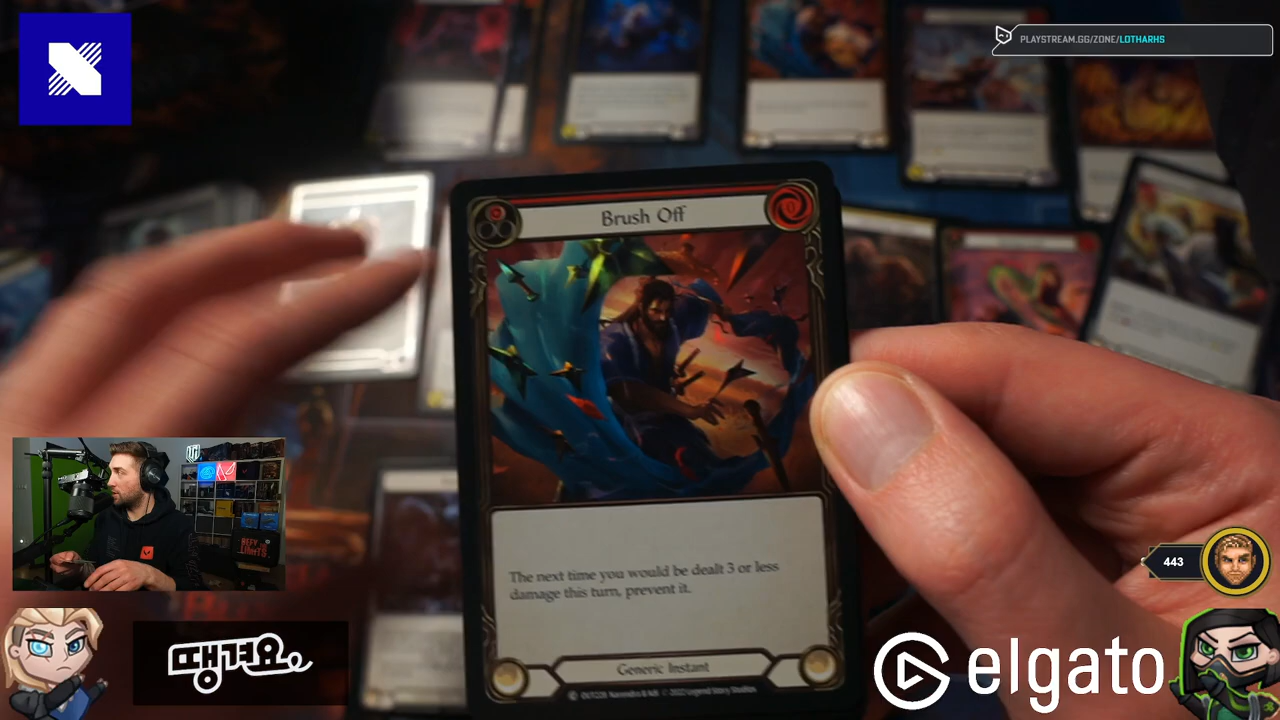 PLAYSTREAM.GG/ZONE/LOTHARHS
Brush Off
The next time you would be dealt 3 or less
damage this turn, prevent it.
Generic Instant
443
땡겨요
elgato